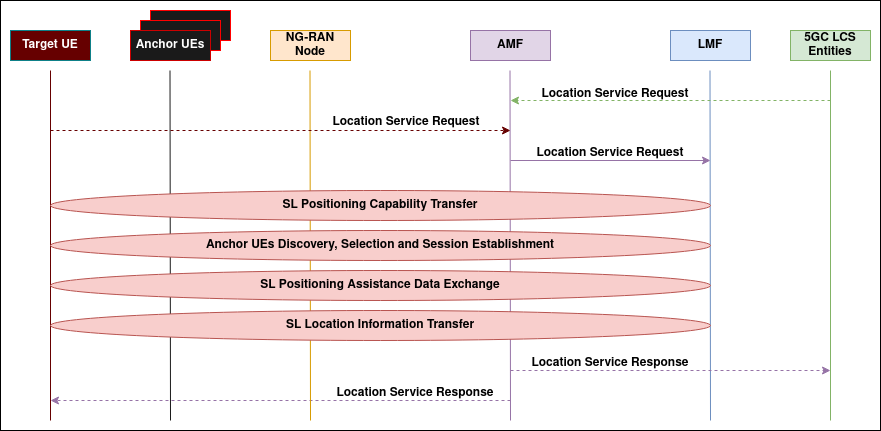 Target UE
Anchor UEs
NG-RAN
Node
AMF
LMF
5GC LCS
Entities
Location Service Request
Location Service Request
Location Service Request
SL Positioning Capability Transfer
Anchor UEs Discovery, Selection and Session Establishment
SL Positioning Assistance Data Exchange
SL Location Information Transfer
Location Service Response
Location Service Response